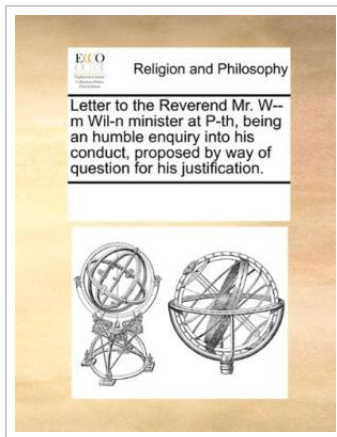 ECCO
Religion and Philosophy
Letter to the Reverend Mr. W--
m Wil-n minister at P-th, being
an humble enquiry into his
conduct, proposed by way of
question for his justification.